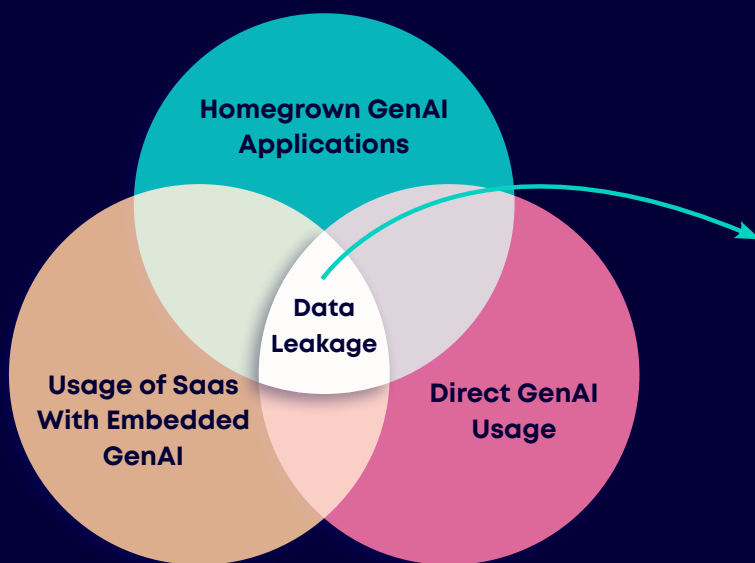 Homegrown GenAI
Applications
Data
Leakage
Usage of Saas
With Embedded
GenAI
Direct GenAI
Usage